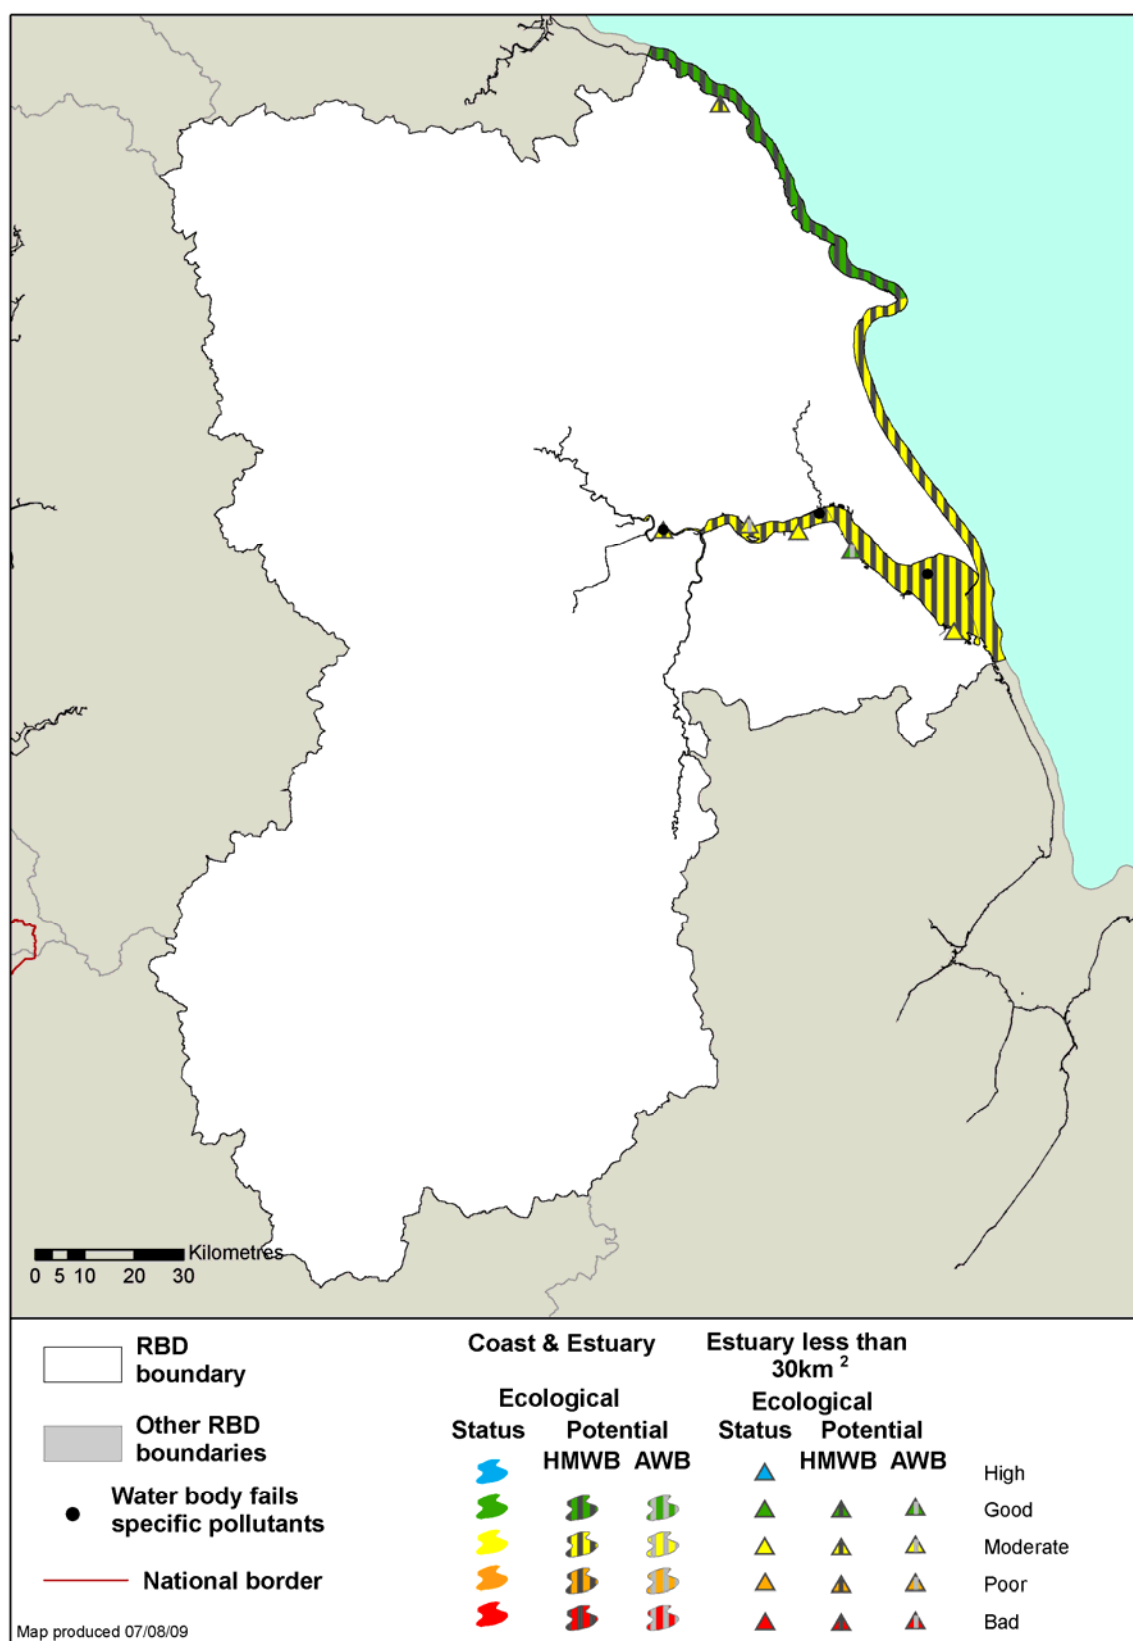 Kilometres
0 5 10 20 30
RBD
boundary
Other RBD
boundaries
Water body fails
specific pollutants
National border
Map produced 07/08/09
Coast & Estuary
Ecological
Status Potential
HMWB AWB
Estuary less than
30km ²
Ecological
Status Potential
HMWB AWB
High
Good
Moderate
Poor
Bad